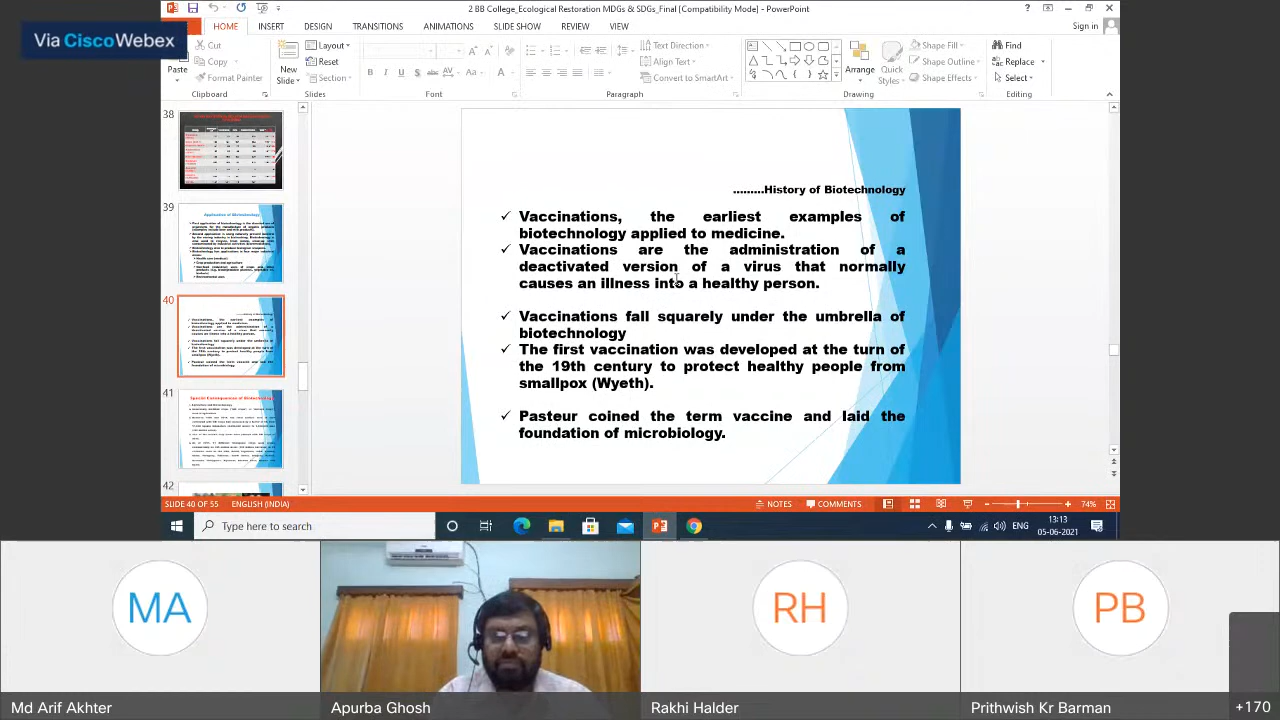 2 BB College_Ecological Restoration MDGs & SDGs_Final [Compatibility Mode] - PowerPoint
Via Cisco Webex
HOME INSERT DESIGN TRANSITIONS ANIMATIONS SLIDE SHOW REVIEW VIEW
Sign in
Paste
Cut
Copy
Format Painter
Clipboard
New
Slide
Layout
Reset
Section
Slides
Font
Paragraph
Text Direction
Align Text
Convert to SmartArt
Arrange
Quick
Styles
Shape Fill
Shape Outline
Shape Effects
Drawing
Find
Replace
Select
Editing
38
39
Application of Biotechnology
40
41
Special Consequences of Biotechnology
42
.........History of Biotechnology
Vaccinations, the earliest examples of
biotechnology applied to medicine.
Vaccinations are the administration of a
deactivated version of a virus that normally
causes an illness into a healthy person.
Vaccinations fall squarely under the umbrella of
biotechnology
The first vaccination was developed at the turn of
the 19th century to protect healthy people from
smallpox (Wyeth).
Pasteur coined the term vaccine and laid the
foundation of microbiology.
SLIDE 40 OF 55 ENGLISH (INDIA)
NOTES COMMENTS 74%
Type here to search
ENG
13:13
05-06-2021
MA
RH
PB
Md Arif Akhter
Apurba Ghosh
Rakhi Halder
Prithwish Kr Barman
+170